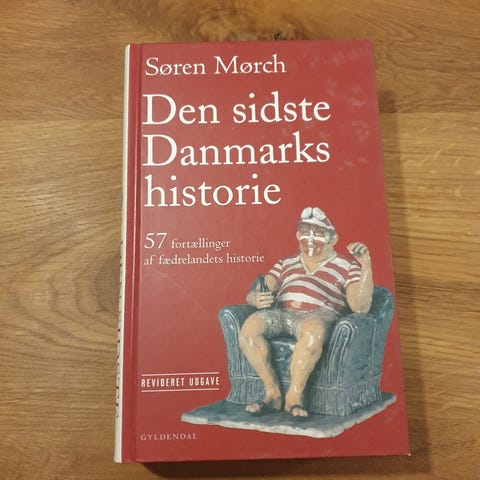 Søren Mørch
Den sidste
Danmarks
historie
57 fortællinger
af fædrelandets historie
REVIDERET UDGAVE
GYLDENDAL